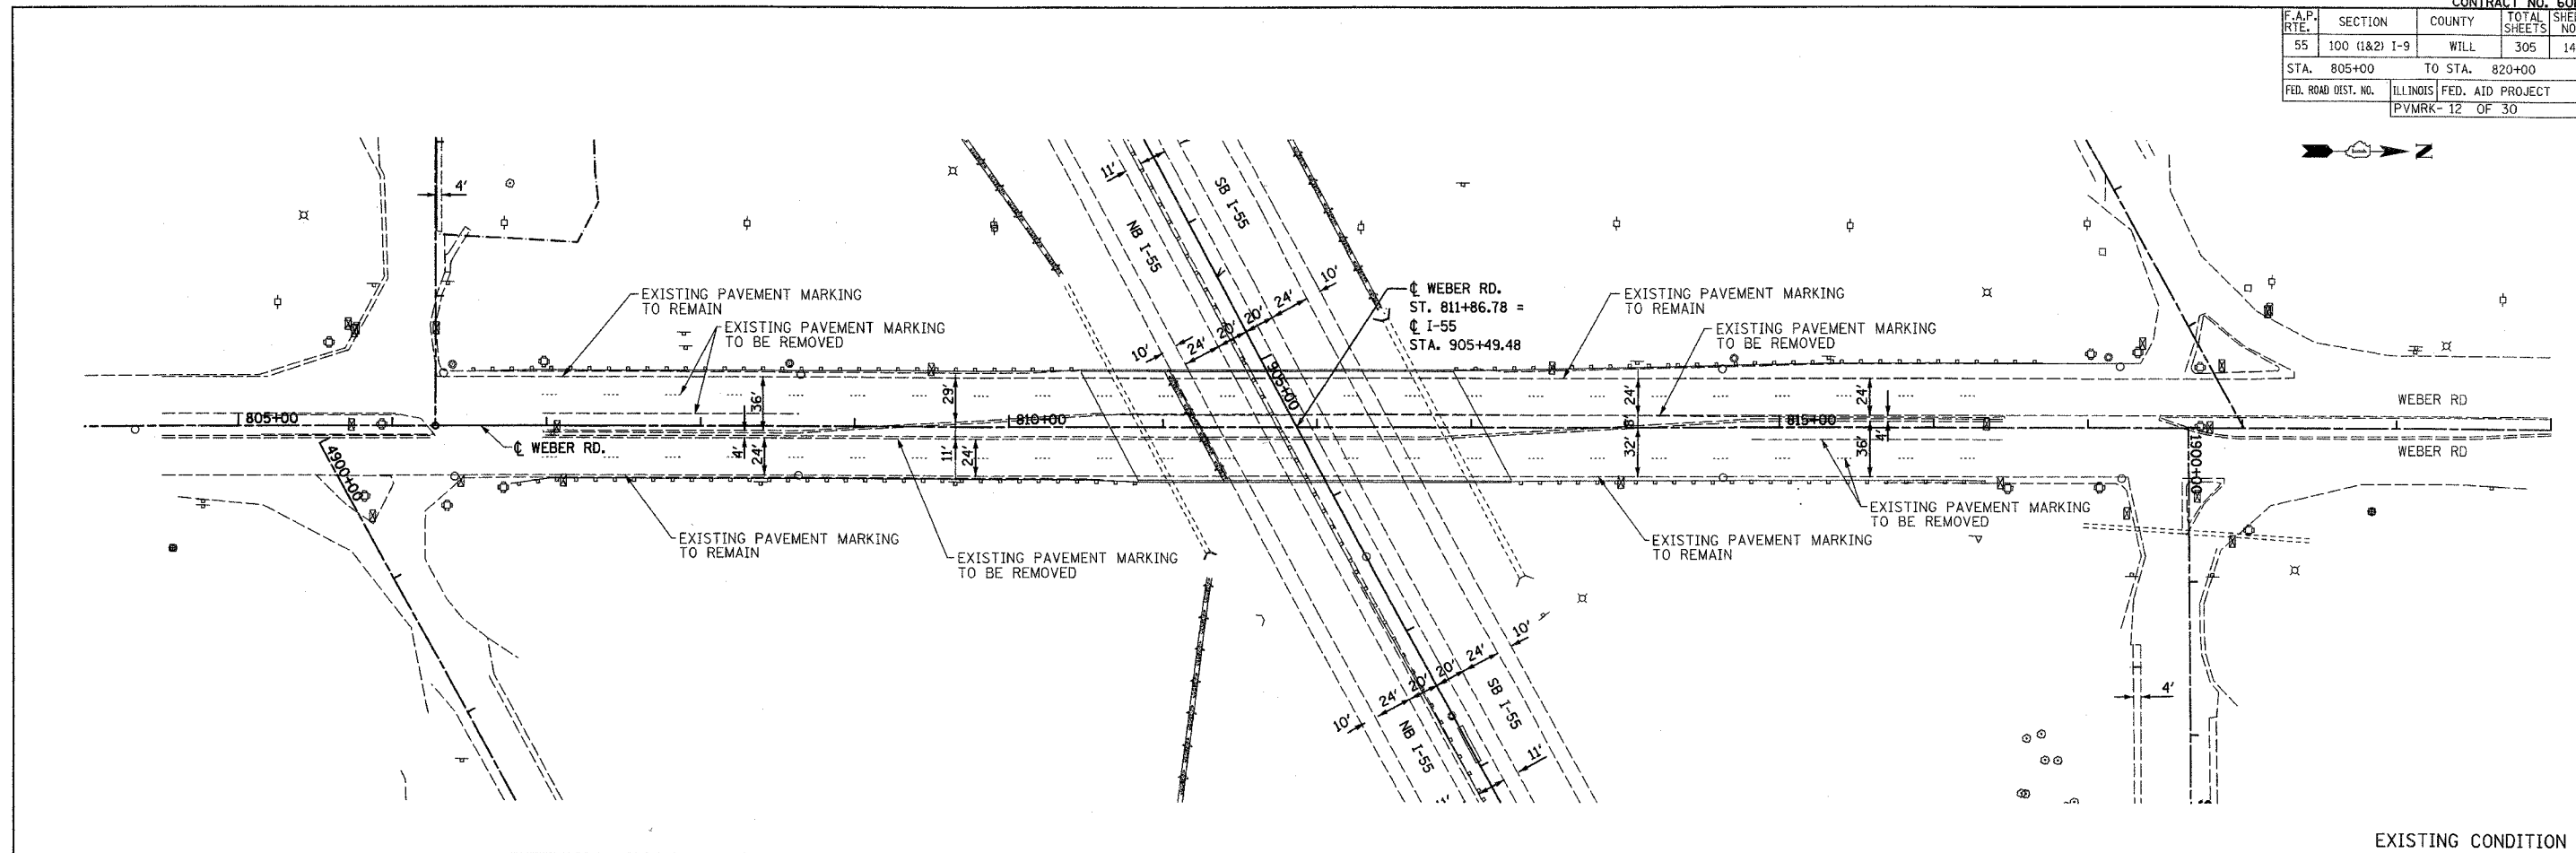 F.A.P. RTE. SECTION COUNTY TOTAL SHEETS
55 100 (1&2) I-9 WILL 305
STA. 805+00 TO STA. 820+00
FED. ROAD DIST. NO. ILLINOIS FED. AID PROJECT
PVMRK- 12 OF 30
N
4'
11'
SB I-55
NB I-55
10'
24'
20'
20'
24'
10'
905+00
℄ WEBER RD.
ST. 811+86.78 =
℄ I-55
STA. 905+49.48
EXISTING PAVEMENT MARKING
TO REMAIN
EXISTING PAVEMENT MARKING
TO BE REMOVED
EXISTING PAVEMENT MARKING
TO REMAIN
EXISTING PAVEMENT MARKING
TO BE REMOVED
36'
29'
24'
24'
WEBER RD
805+00
810+00
815+00
4'
8'
℄ WEBER RD.
4'
24'
11'
24'
32'
36'
WEBER RD
4900+00
1900+00
EXISTING PAVEMENT MARKING
TO REMAIN
EXISTING PAVEMENT MARKING
TO BE REMOVED
EXISTING PAVEMENT MARKING
TO REMAIN
EXISTING PAVEMENT MARKING
TO BE REMOVED
10'
24'
20'
20'
24'
10'
SB I-55
NB I-55
11'
4'
EXISTING CONDITION